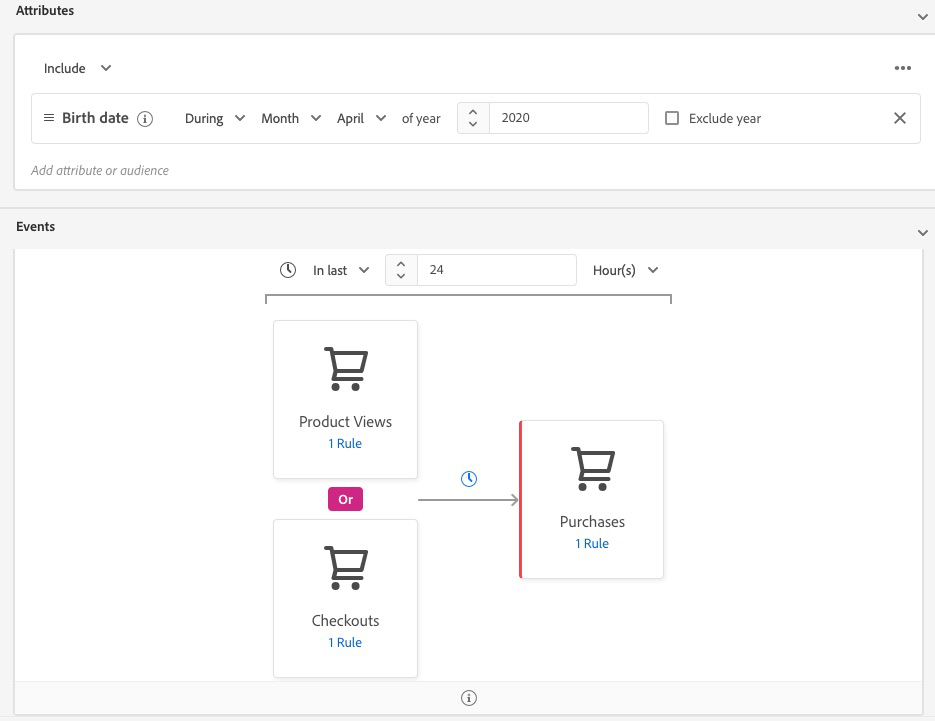 Attributes
Include
Birth date During Month April of year 2020 Exclude year
Add attribute or audience
Events
In last 24 Hour(s)
Product Views
1 Rule
Or
Checkouts
1 Rule
Purchases
1 Rule